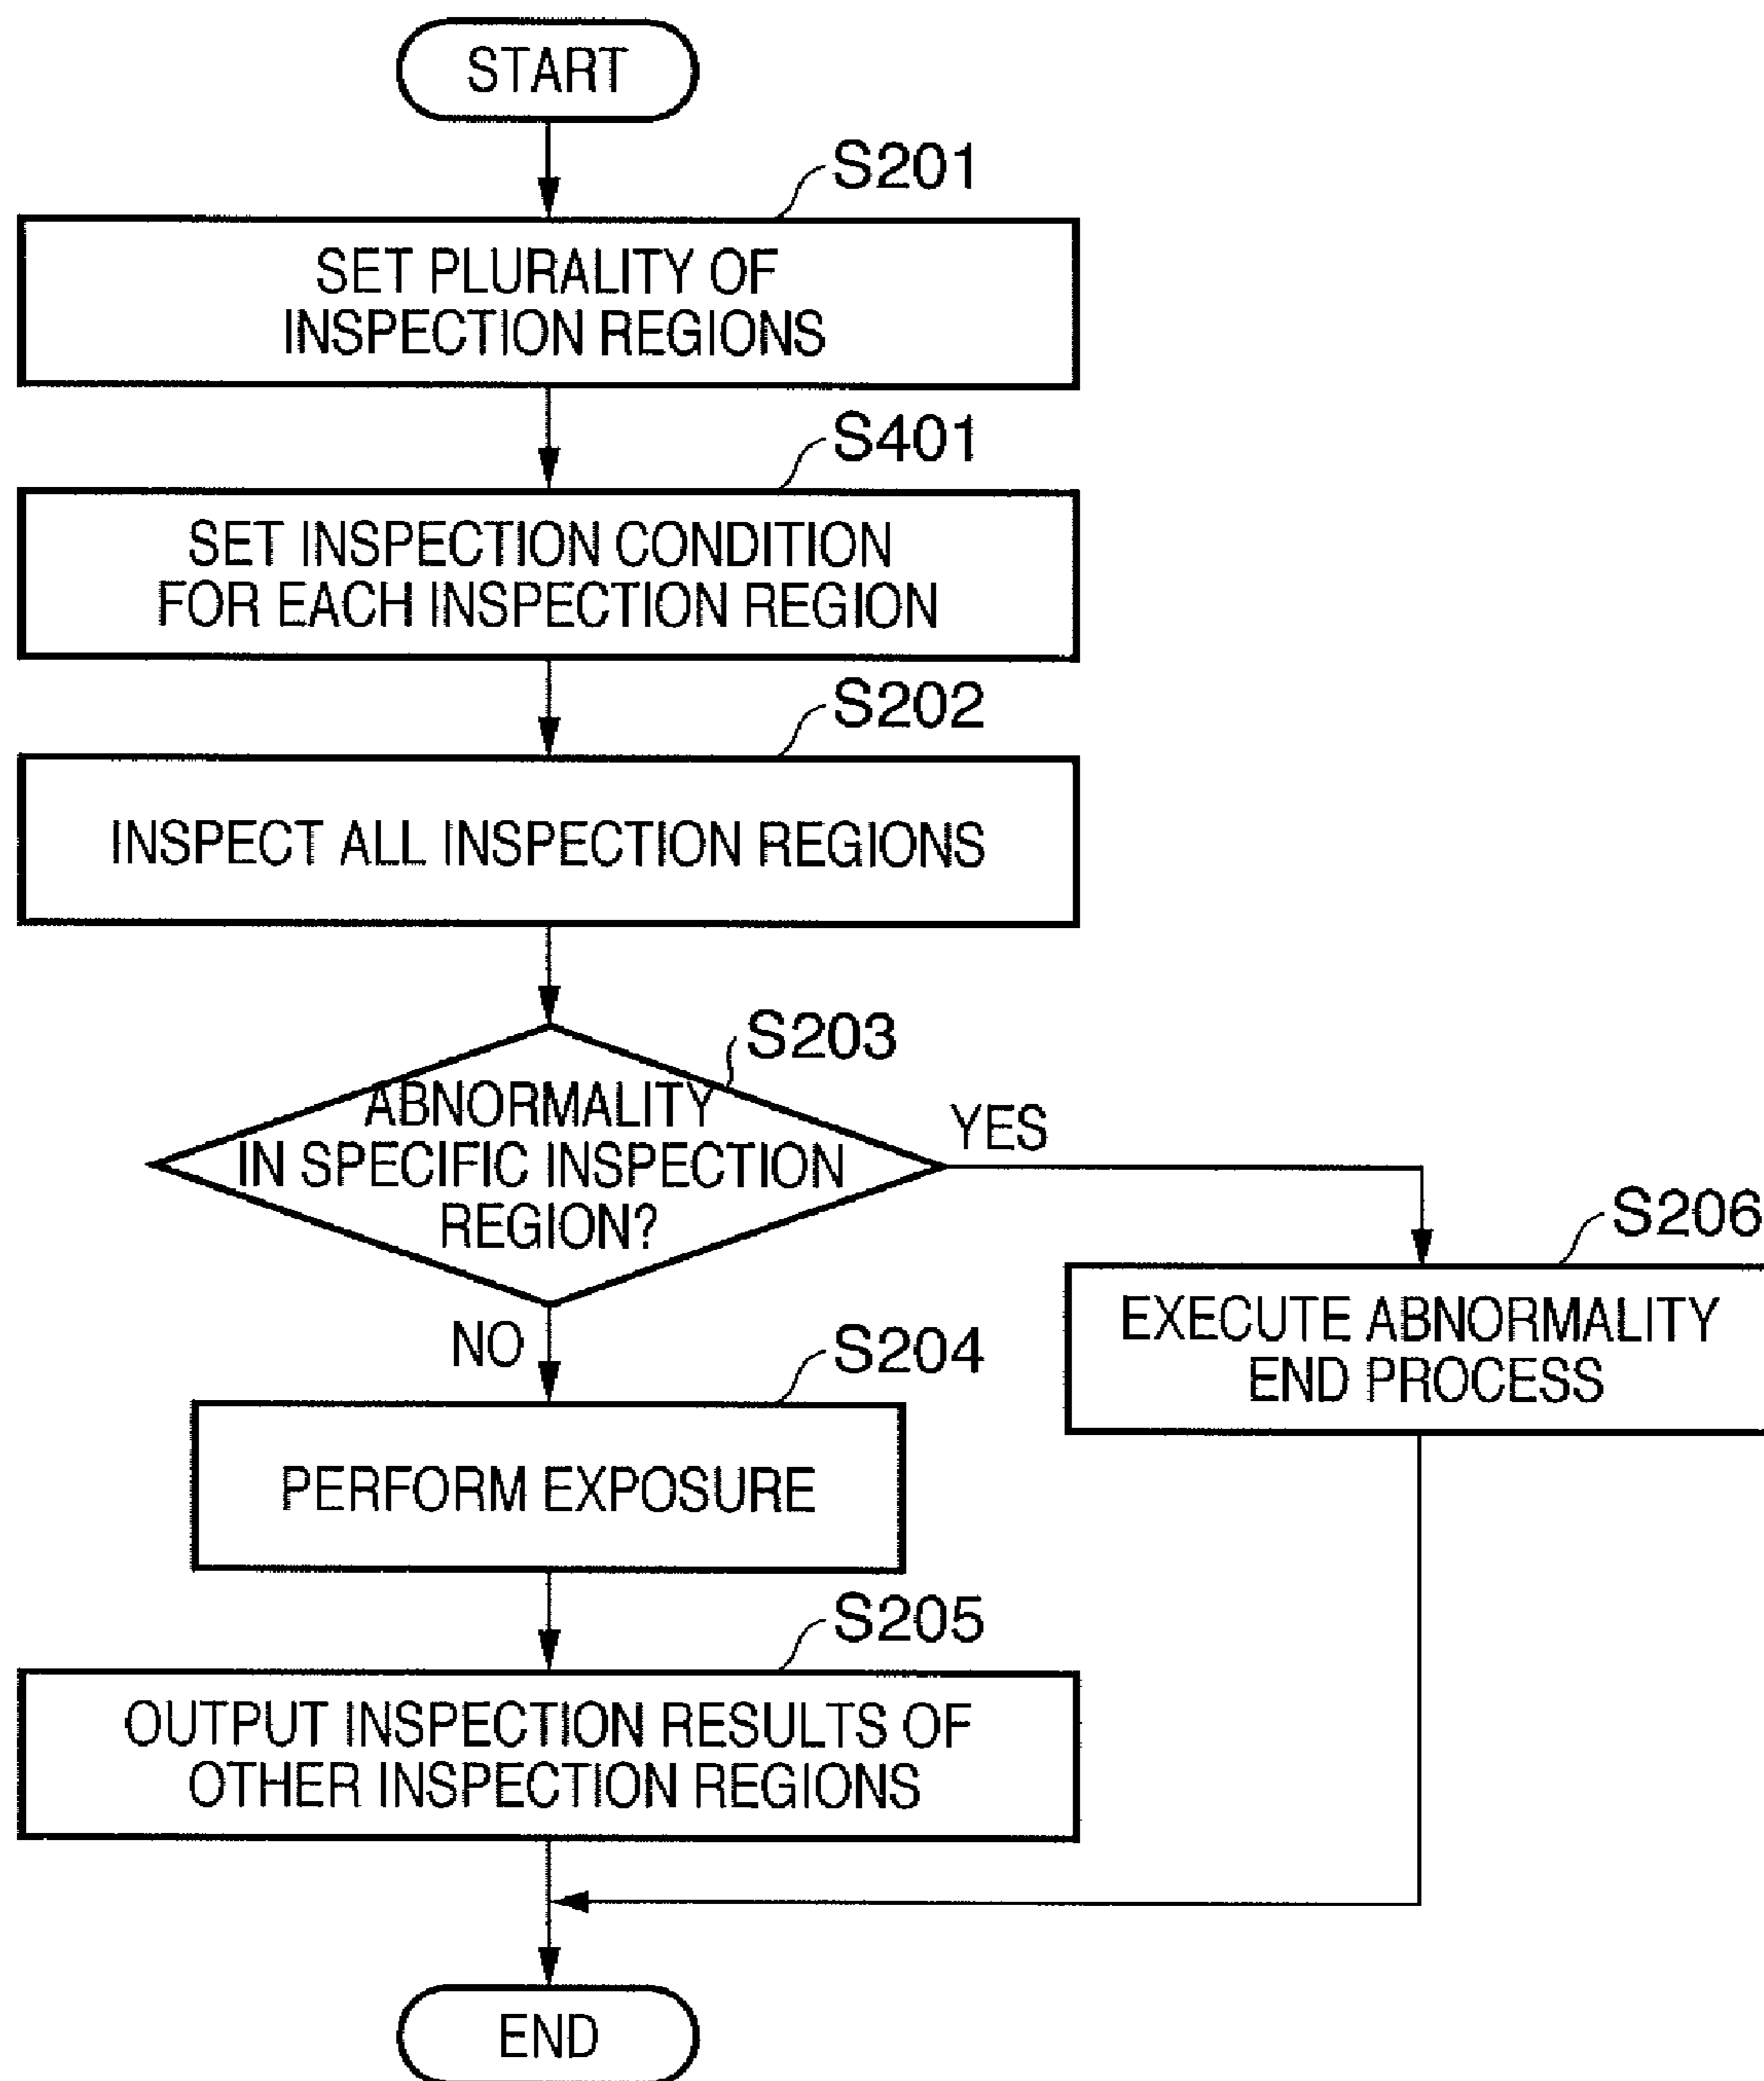 START
S201
SET PLURALITY OF
INSPECTION REGIONS
S401
SET INSPECTION CONDITION
FOR EACH INSPECTION REGION
S202
INSPECT ALL INSPECTION REGIONS
S203
ABNORMALITY
IN SPECIFIC INSPECTION
REGION?
YES
S206
EXECUTE ABNORMALITY
END PROCESS
NO
S204
PERFORM EXPOSURE
S205
OUTPUT INSPECTION RESULTS OF
OTHER INSPECTION REGIONS
END